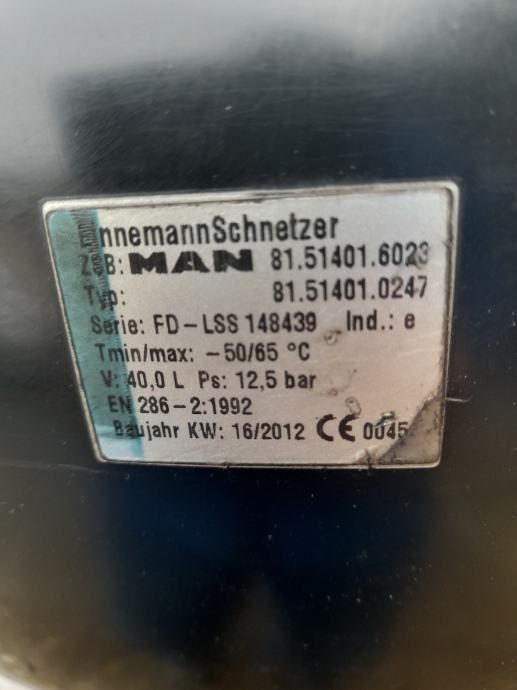 nnemannSchnetzer
Z B: MAN 81.51401.6023
Typ: 81.51401.0247
Serie: FD-LSS 148439 Ind.: e
Tmin/max: -50/65 °C
V: 40,0 L Ps: 12,5 bar
EN 286-2:1992
Baujahr KW: 16/2012 CE 0045